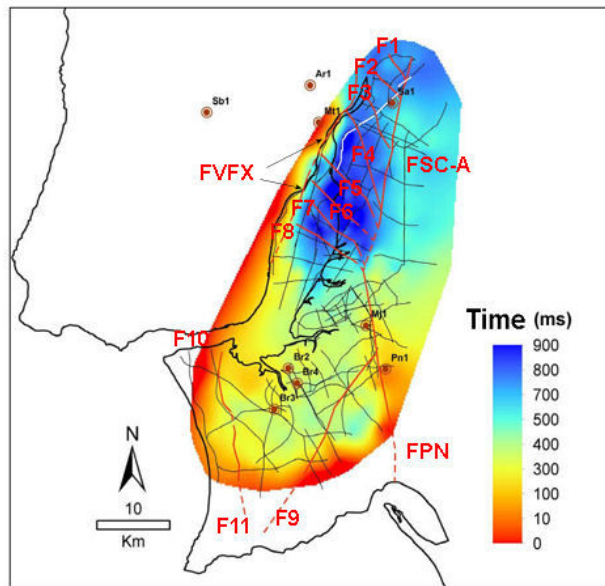 F1
F2
Ar1
Sb1
F3
Sa1
Mt1
F4
FVFX
FSC-A
F5
F7
F6
F8
Mj1
Time (ms)
F10
900
Br2
Pn1
800
Br4
700
Br3
600
N
500
FPN
400
300
10
200
F11
F9
100
Km
10
0